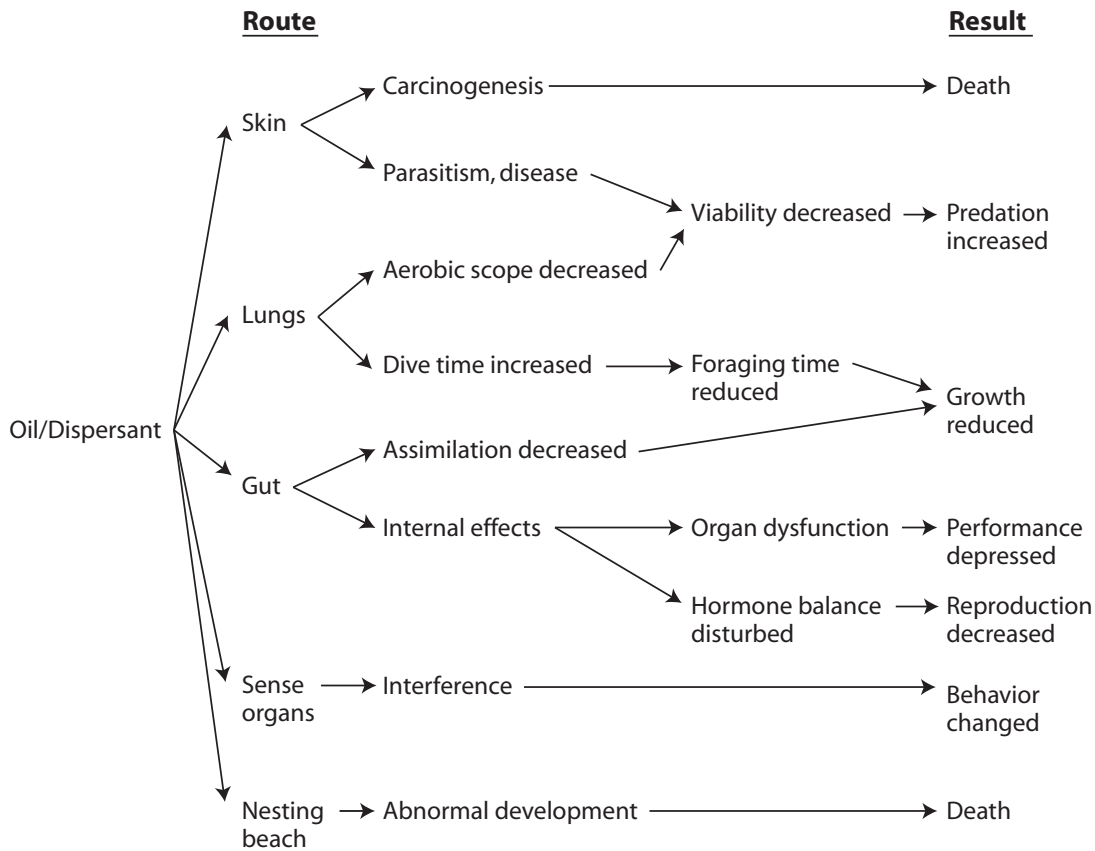 Route
Result
Carcinogenesis
Death
Skin
Parasitism, disease
Viability decreased
Predation
increased
Aerobic scope decreased
Lungs
Dive time increased
Foraging time
reduced
Growth
reduced
Oil/Dispersant
Assimilation decreased
Gut
Internal effects
Organ dysfunction
Performance
depressed
Hormone balance
disturbed
Reproduction
decreased
Sense
organs
Interference
Behavior
changed
Nesting
beach
Abnormal development
Death